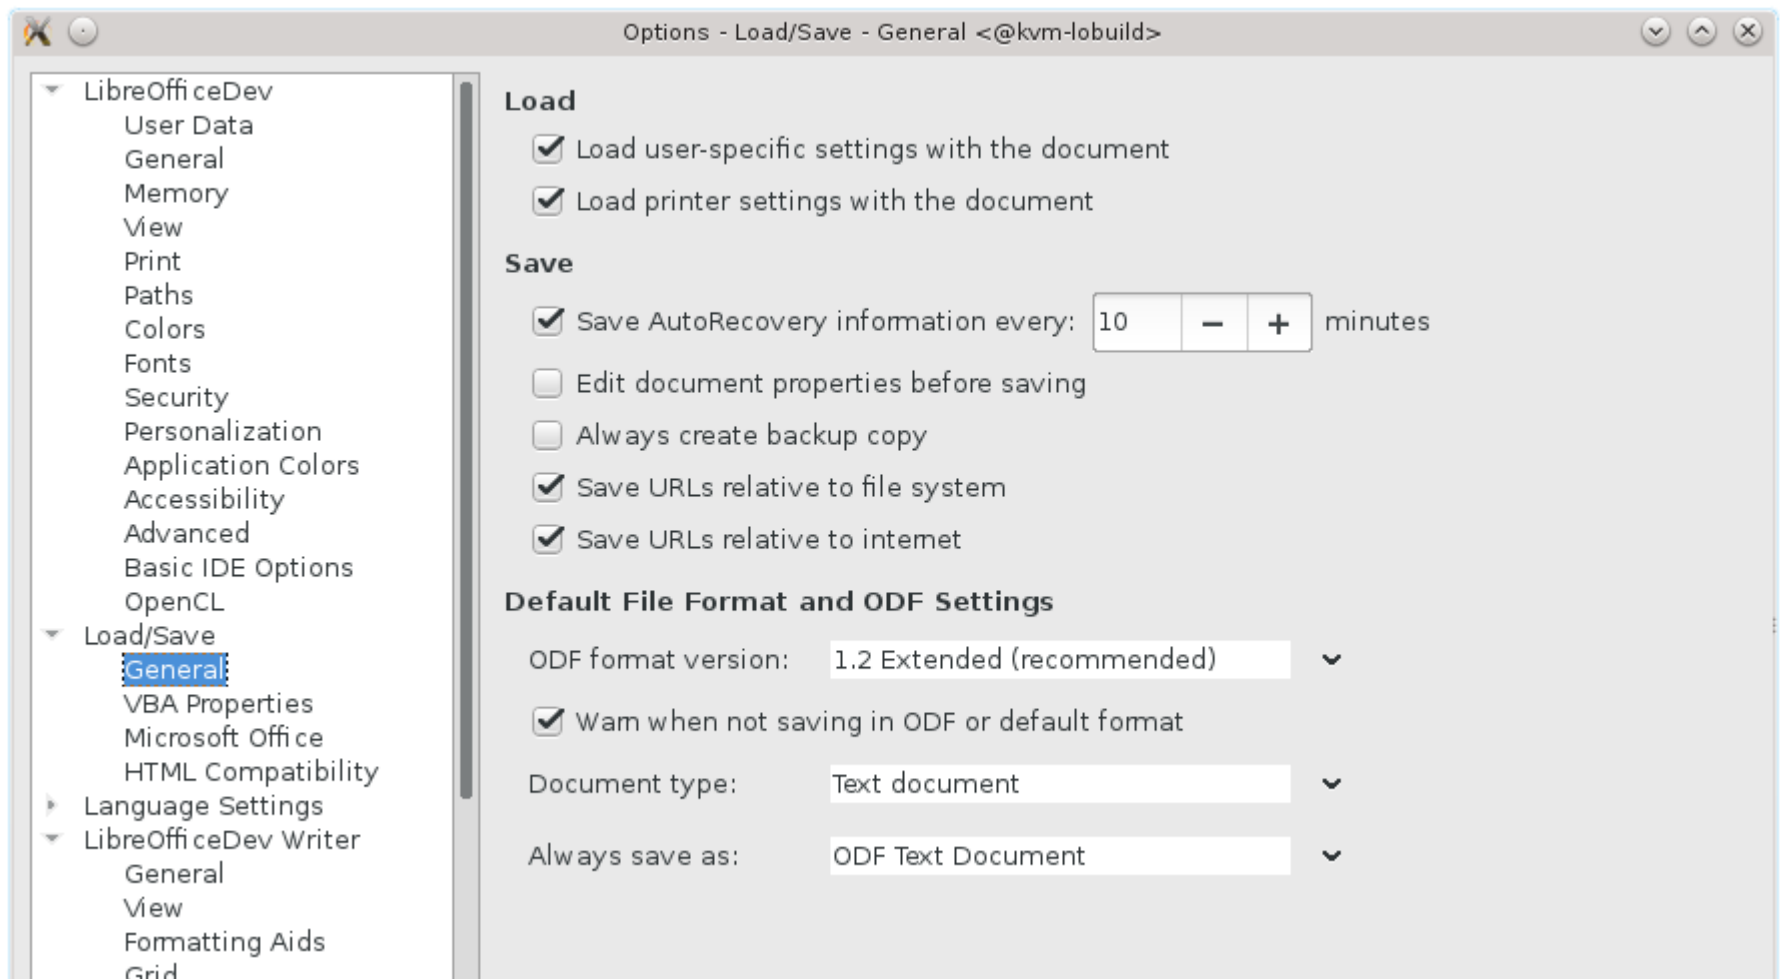 Options - Load/Save - General <@kvm-lobuild>
LibreOfficeDev
User Data
General
Memory
View
Print
Paths
Colors
Fonts
Security
Personalization
Application Colors
Accessibility
Advanced
Basic IDE Options
OpenCL
Load/Save
General
VBA Properties
Microsoft Office
HTML Compatibility
Language Settings
LibreOfficeDev Writer
General
View
Formatting Aids
Grid
Load
Load user-specific settings with the document
Load printer settings with the document
Save
Save AutoRecovery information every: 10 − + minutes
Edit document properties before saving
Always create backup copy
Save URLs relative to file system
Save URLs relative to internet
Default File Format and ODF Settings
ODF format version: 1.2 Extended (recommended)
Warn when not saving in ODF or default format
Document type: Text document
Always save as: ODF Text Document